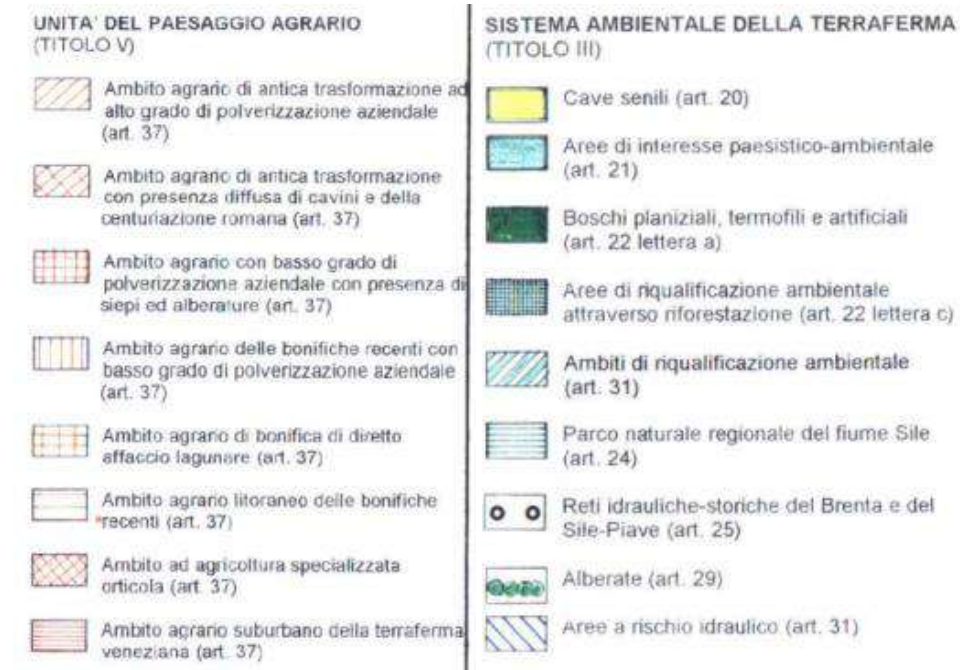 UNITA' DEL PAESAGGIO AGRARIO
(TITOLO V)
Ambito agrario di antica trasformazione ad
alto grado di polverizzazione aziendale
(art. 37)
Ambito agrario di antica trasformazione
con presenza diffusa di cavini e della
centuriazione romana (art. 37)
Ambito agrario con basso grado di
polverizzazione aziendale con presenza di
siepi ed alberature (art. 37)
Ambito agrario delle bonifiche recenti con
basso grado di polverizzazione aziendale
(art. 37)
Ambito agrario di bonifica di diretto
affaccio lagunare (art. 37)
Ambito agrario litoraneo delle bonifiche
recenti (art. 37)
Ambito ad agricoltura specializzata
orticola (art. 37)
Ambito agrario suburbano della terraferma
veneziana (art. 37)
SISTEMA AMBIENTALE DELLA TERRAFERMA
(TITOLO III)
Cave senili (art. 20)
Aree di interesse paesistico-ambientale
(art. 21)
Boschi planiziali, termofili e artificiali
(art. 22 lettera a)
Aree di riqualificazione ambientale
attraverso riforestazione (art. 22 lettera c)
Ambiti di riqualificazione ambientale
(art. 31)
Parco naturale regionale del fiume Sile
(art. 24)
Reti idrauliche-storiche del Brenta e del
Sile-Piave (art. 25)
Alberate (art. 29)
Aree a rischio idraulico (art. 31)